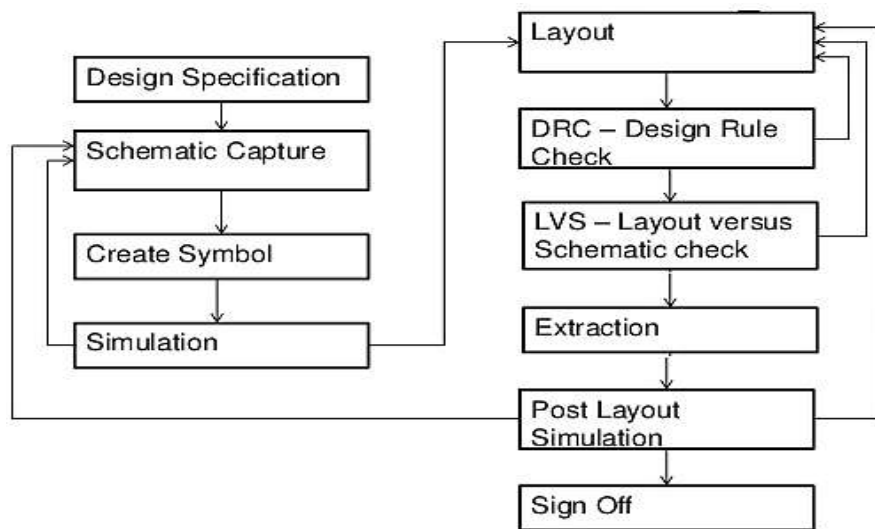 Design Specification
Schematic Capture
Create Symbol
Simulation
Layout
DRC – Design Rule
Check
LVS – Layout versus
Schematic check
Extraction
Post Layout
Simulation
Sign Off